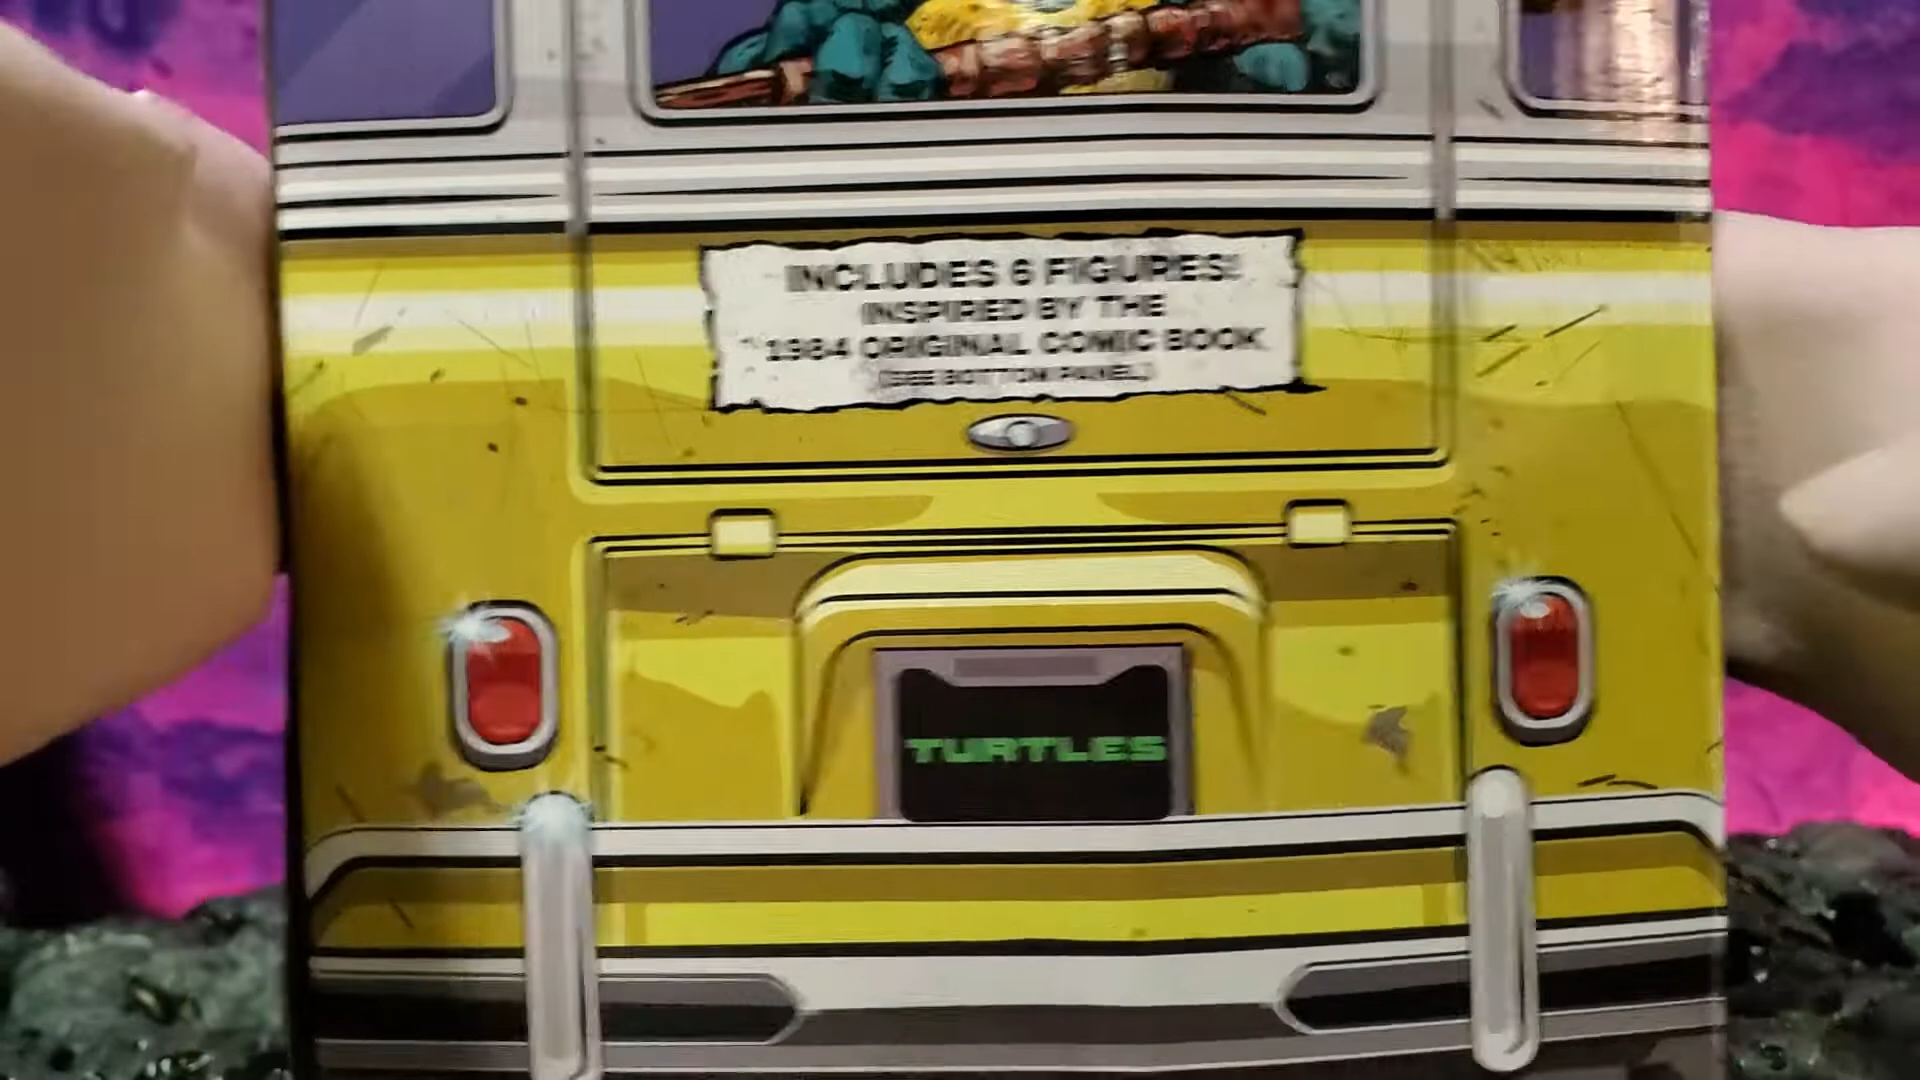 INCLUDES 6 FIGURES!
INSPIRED BY THE
1984 ORIGINAL COMIC BOOK
(SEE BOTTOM PANEL)
TURTLES